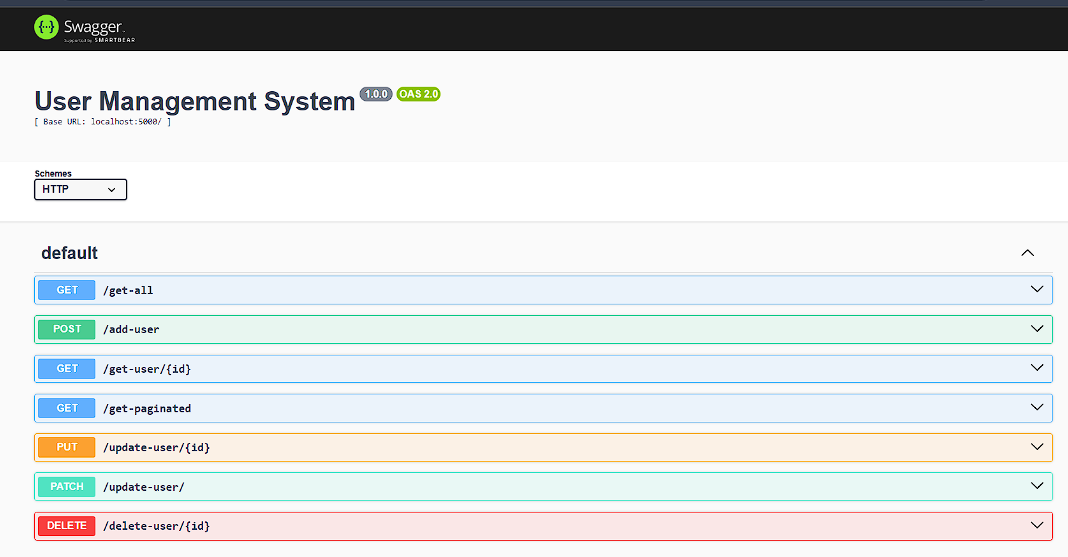 {···} Swagger.
Supported by SMARTBEAR
User Management System 1.0.0 OAS 2.0
[ Base URL: localhost:5000/ ]
Schemes
HTTP
default
GET /get-all
POST /add-user
GET /get-user/{id}
GET /get-paginated
PUT /update-user/{id}
PATCH /update-user/
DELETE /delete-user/{id}